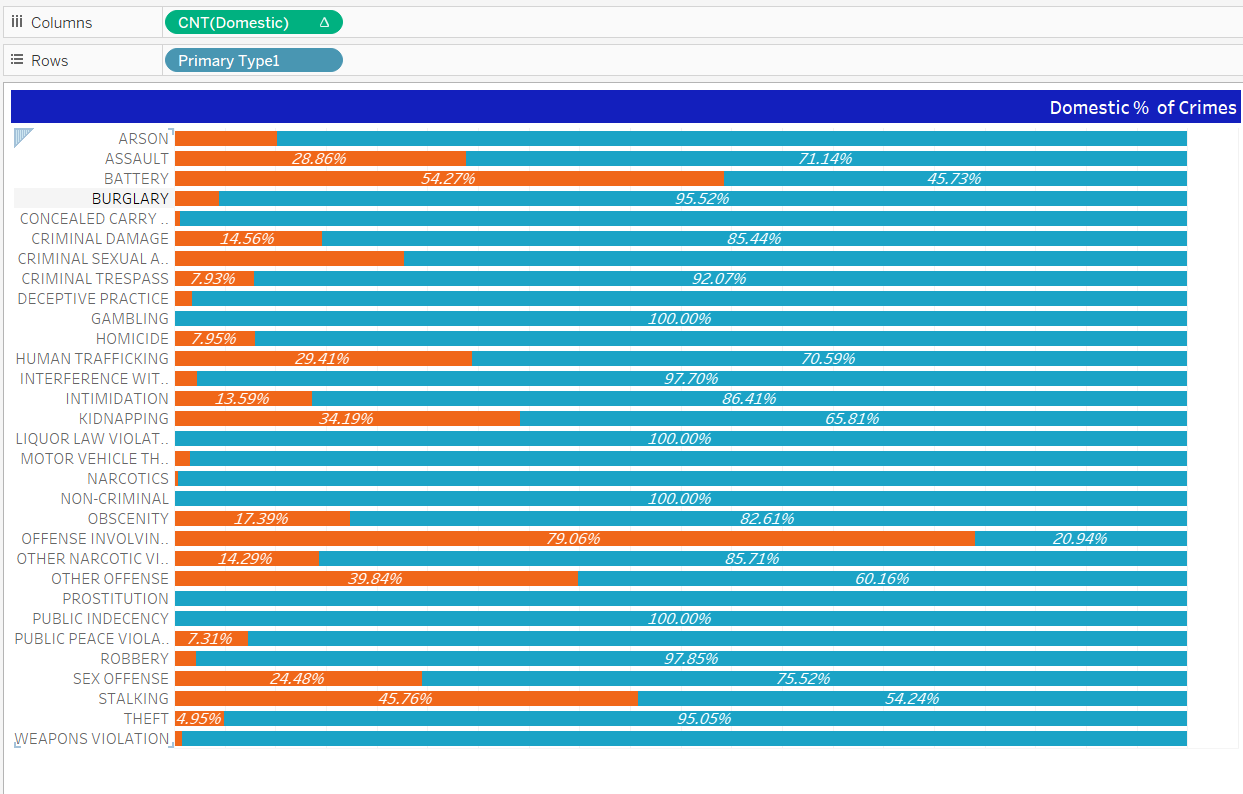 Columns CNT(Domestic) Δ
Rows Primary Type1
Domestic % of Crimes
ARSON
ASSAULT 28.86% 71.14%
BATTERY 54.27% 45.73%
BURGLARY 95.52%
CONCEALED CARRY ..
CRIMINAL DAMAGE 14.56% 85.44%
CRIMINAL SEXUAL A..
CRIMINAL TRESPASS 7.93% 92.07%
DECEPTIVE PRACTICE
GAMBLING 100.00%
HOMICIDE 7.95%
HUMAN TRAFFICKING 29.41% 70.59%
INTERFERENCE WIT.. 97.70%
INTIMIDATION 13.59% 86.41%
KIDNAPPING 34.19% 65.81%
LIQUOR LAW VIOLAT.. 100.00%
MOTOR VEHICLE TH..
NARCOTICS
NON-CRIMINAL 100.00%
OBSCENITY 17.39% 82.61%
OFFENSE INVOLVIN.. 79.06% 20.94%
OTHER NARCOTIC VI.. 14.29% 85.71%
OTHER OFFENSE 39.84% 60.16%
PROSTITUTION
PUBLIC INDECENCY 100.00%
PUBLIC PEACE VIOLA.. 7.31%
ROBBERY 97.85%
SEX OFFENSE 24.48% 75.52%
STALKING 45.76% 54.24%
THEFT 4.95% 95.05%
WEAPONS VIOLATION